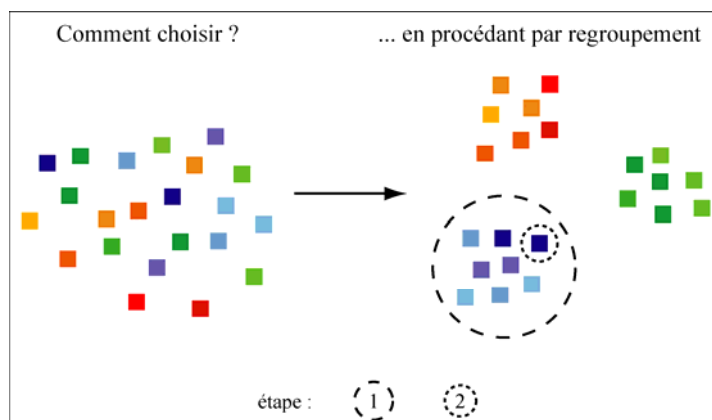 Comment choisir ?
... en procédant par regroupement
étape : 1 2